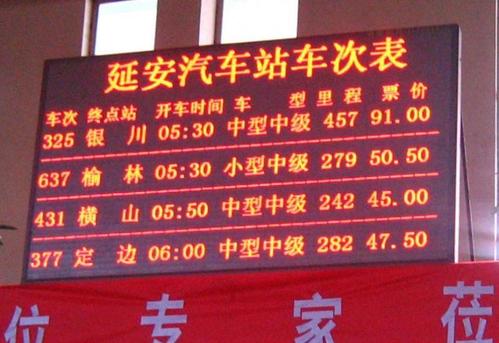 延安汽车站车次表
车次 终点站 开车时间 车 型 里 程 票 价
325 银 川 05:30 中型中级 457 91.00
637 榆 林 05:30 小型中级 279 50.50
431 横 山 05:50 中型中级 242 45.00
377 定 边 06:00 中型中级 282 47.50
位 专 家 莅